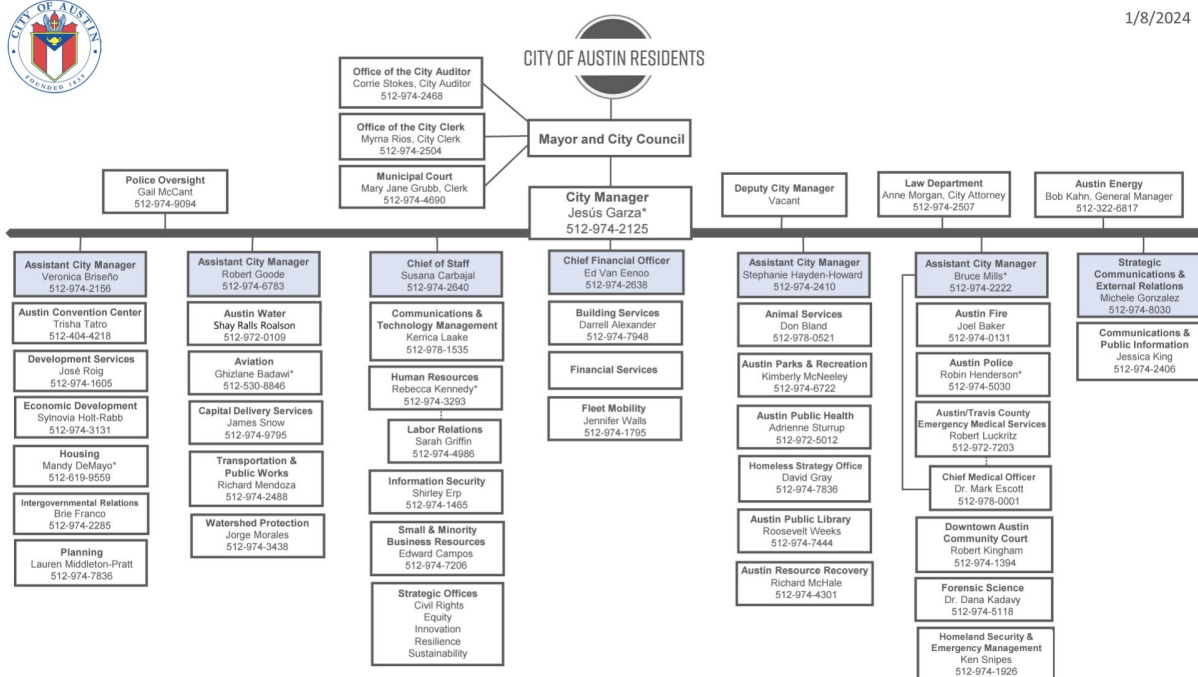 CITY OF AUSTIN
FOUNDED 1839
1/8/2024
CITY OF AUSTIN RESIDENTS
Office of the City Auditor
Corrie Stokes, City Auditor
512-974-2468
Office of the City Clerk
Myrna Rios, City Clerk
512-974-2504
Municipal Court
Mary Jane Grubb, Clerk
512-974-4690
Mayor and City Council
Police Oversight
Gail McCant
512-974-9094
City Manager
Jesús Garza*
512-974-2125
Deputy City Manager
Vacant
Law Department
Anne Morgan, City Attorney
512-974-2507
Austin Energy
Bob Kahn, General Manager
512-322-6817
Assistant City Manager
Veronica Briseño
512-974-2156
Austin Convention Center
Trisha Tatro
512-404-4218
Development Services
José Roig
512-974-1605
Economic Development
Sylnovia Holt-Rabb
512-974-3131
Housing
Mandy DeMayo*
512-619-9559
Intergovernmental Relations
Brie Franco
512-974-2285
Planning
Lauren Middleton-Pratt
512-974-7836
Assistant City Manager
Robert Goode
512-974-6783
Austin Water
Shay Ralls Roalson
512-972-0109
Aviation
Ghizlane Badawi*
512-530-8846
Capital Delivery Services
James Snow
512-974-9795
Transportation &
Public Works
Richard Mendoza
512-974-2488
Watershed Protection
Jorge Morales
512-974-3438
Chief of Staff
Susana Carbajal
512-974-2640
Communications &
Technology Management
Kerrica Laake
512-978-1535
Human Resources
Rebecca Kennedy*
512-974-3293
Labor Relations
Sarah Griffin
512-974-4986
Information Security
Shirley Erp
512-974-1465
Small & Minority
Business Resources
Edward Campos
512-974-7206
Strategic Offices
Civil Rights
Equity
Innovation
Resilience
Sustainability
Chief Financial Officer
Ed Van Eenoo
512-974-2638
Building Services
Darrell Alexander
512-974-7948
Financial Services
Fleet Mobility
Jennifer Walls
512-974-1795
Assistant City Manager
Stephanie Hayden-Howard
512-974-2410
Animal Services
Don Bland
512-978-0521
Austin Parks & Recreation
Kimberly McNeeley
512-974-6722
Austin Public Health
Adrienne Sturrup
512-972-5012
Homeless Strategy Office
David Gray
512-974-7836
Austin Public Library
Roosevelt Weeks
512-974-7444
Austin Resource Recovery
Richard McHale
512-974-4301
Assistant City Manager
Bruce Mills*
512-974-2222
Austin Fire
Joel Baker
512-974-0131
Austin Police
Robin Henderson*
512-974-5030
Austin/Travis County
Emergency Medical Services
Robert Luckritz
512-972-7203
Chief Medical Officer
Dr. Mark Escott
512-978-0001
Downtown Austin
Community Court
Robert Kingham
512-974-1394
Forensic Science
Dr. Dana Kadavy
512-974-5118
Homeland Security &
Emergency Management
Ken Snipes
512-974-1926
Strategic
Communications &
External Relations
Michele Gonzalez
512-974-8030
Communications &
Public Information
Jessica King
512-974-2406